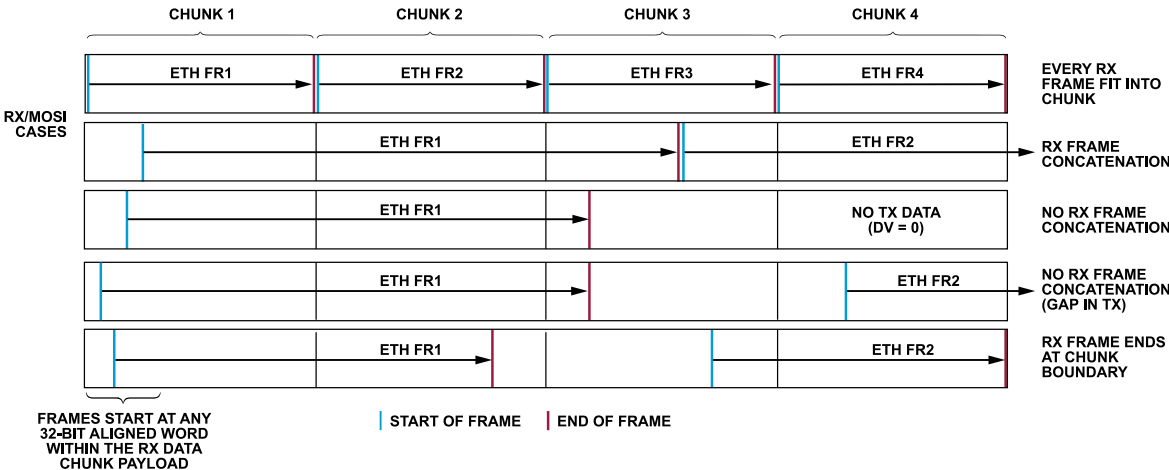 CHUNK 1
CHUNK 2
CHUNK 3
CHUNK 4
RX/MOSI
CASES
ETH FR1
ETH FR2
ETH FR3
ETH FR4
EVERY RX
FRAME FIT INTO
CHUNK
ETH FR1
ETH FR2
RX FRAME
CONCATENATION
ETH FR1
NO TX DATA
(DV = 0)
NO RX FRAME
CONCATENATION
ETH FR1
ETH FR2
NO RX FRAME
CONCATENATION
(GAP IN TX)
ETH FR1
ETH FR2
RX FRAME ENDS
AT CHUNK
BOUNDARY
FRAMES START AT ANY
32-BIT ALIGNED WORD
WITHIN THE RX DATA
CHUNK PAYLOAD
START OF FRAME
END OF FRAME